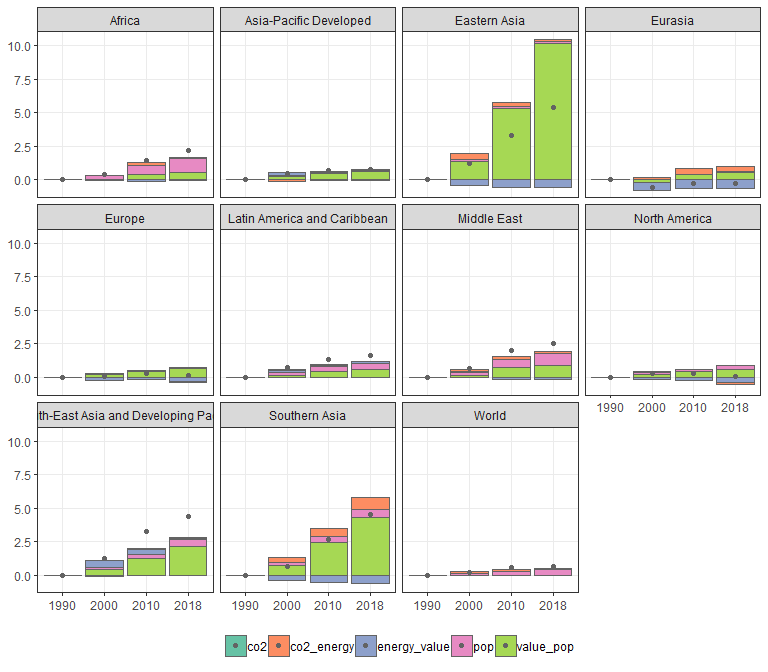 Africa
Asia-Pacific Developed
Eastern Asia
Eurasia
10.0
7.5
5.0
2.5
0.0
Europe
Latin America and Caribbean
Middle East
North America
10.0
7.5
5.0
2.5
0.0
1990 2000 2010 2018
th-East Asia and Developing Pa
Southern Asia
World
10.0
7.5
5.0
2.5
0.0
1990 2000 2010 2018
1990 2000 2010 2018
1990 2000 2010 2018
co2 co2_energy energy_value pop value_pop